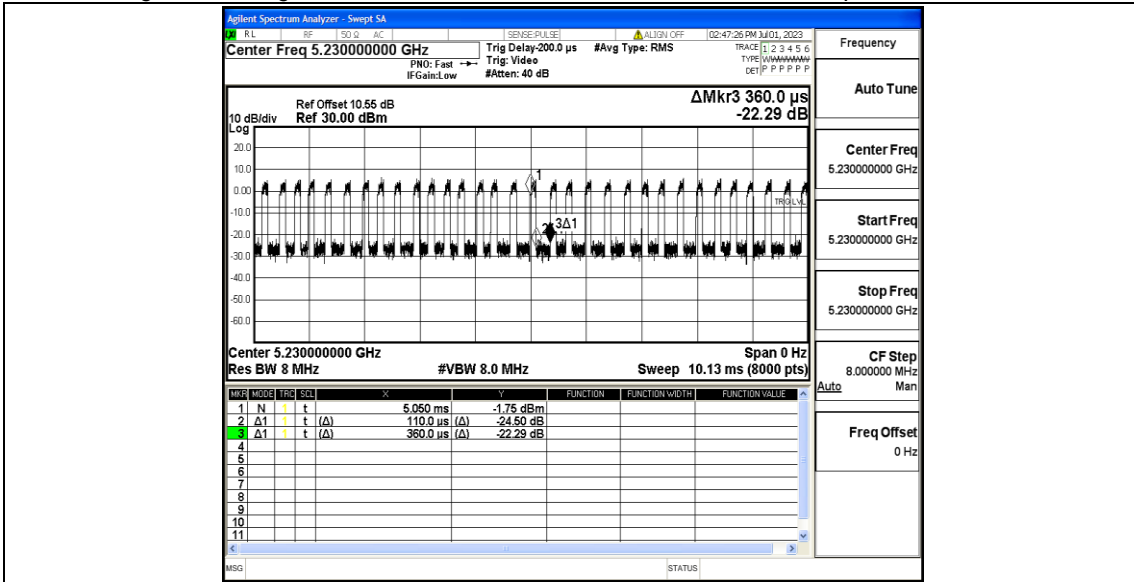 Agilent Spectrum Analyzer - Swept SA
RL RF 50 Ω AC SENSE:PULSE ALIGN OFF 02:47:26 PM Jul 01, 2023
Center Freq 5.230000000 GHz Trig Delay-200.0 µs #Avg Type: RMS TRACE 1 2 3 4 5 6
PNO: Fast Trig: Video TYPE WWWWWW
IFGain:Low #Atten: 40 dB DET P P P P P P
ΔMkr3 360.0 µs
Ref Offset 10.55 dB -22.29 dB
10 dB/div Ref 30.00 dBm
Log
20.0
10.0
0.00
-10.0
-20.0
-30.0
-40.0
-50.0
-60.0
1
TRIG LVL
2 3Δ1
Center 5.230000000 GHz Span 0 Hz
Res BW 8 MHz #VBW 8.0 MHz Sweep 10.13 ms (8000 pts)
MKR MODE TRC SCL X Y FUNCTION FUNCTION WIDTH FUNCTION VALUE
1 N 1 t 5.050 ms -1.75 dBm
2 Δ1 1 t (Δ) 110.0 µs (Δ) -24.50 dB
3 Δ1 1 t (Δ) 360.0 µs (Δ) -22.29 dB
4
5
6
7
8
9
10
11
MSG STATUS
Frequency
Auto Tune
Center Freq
5.230000000 GHz
Start Freq
5.230000000 GHz
Stop Freq
5.230000000 GHz
CF Step
8.000000 MHz
Auto Man
Freq Offset
0 Hz